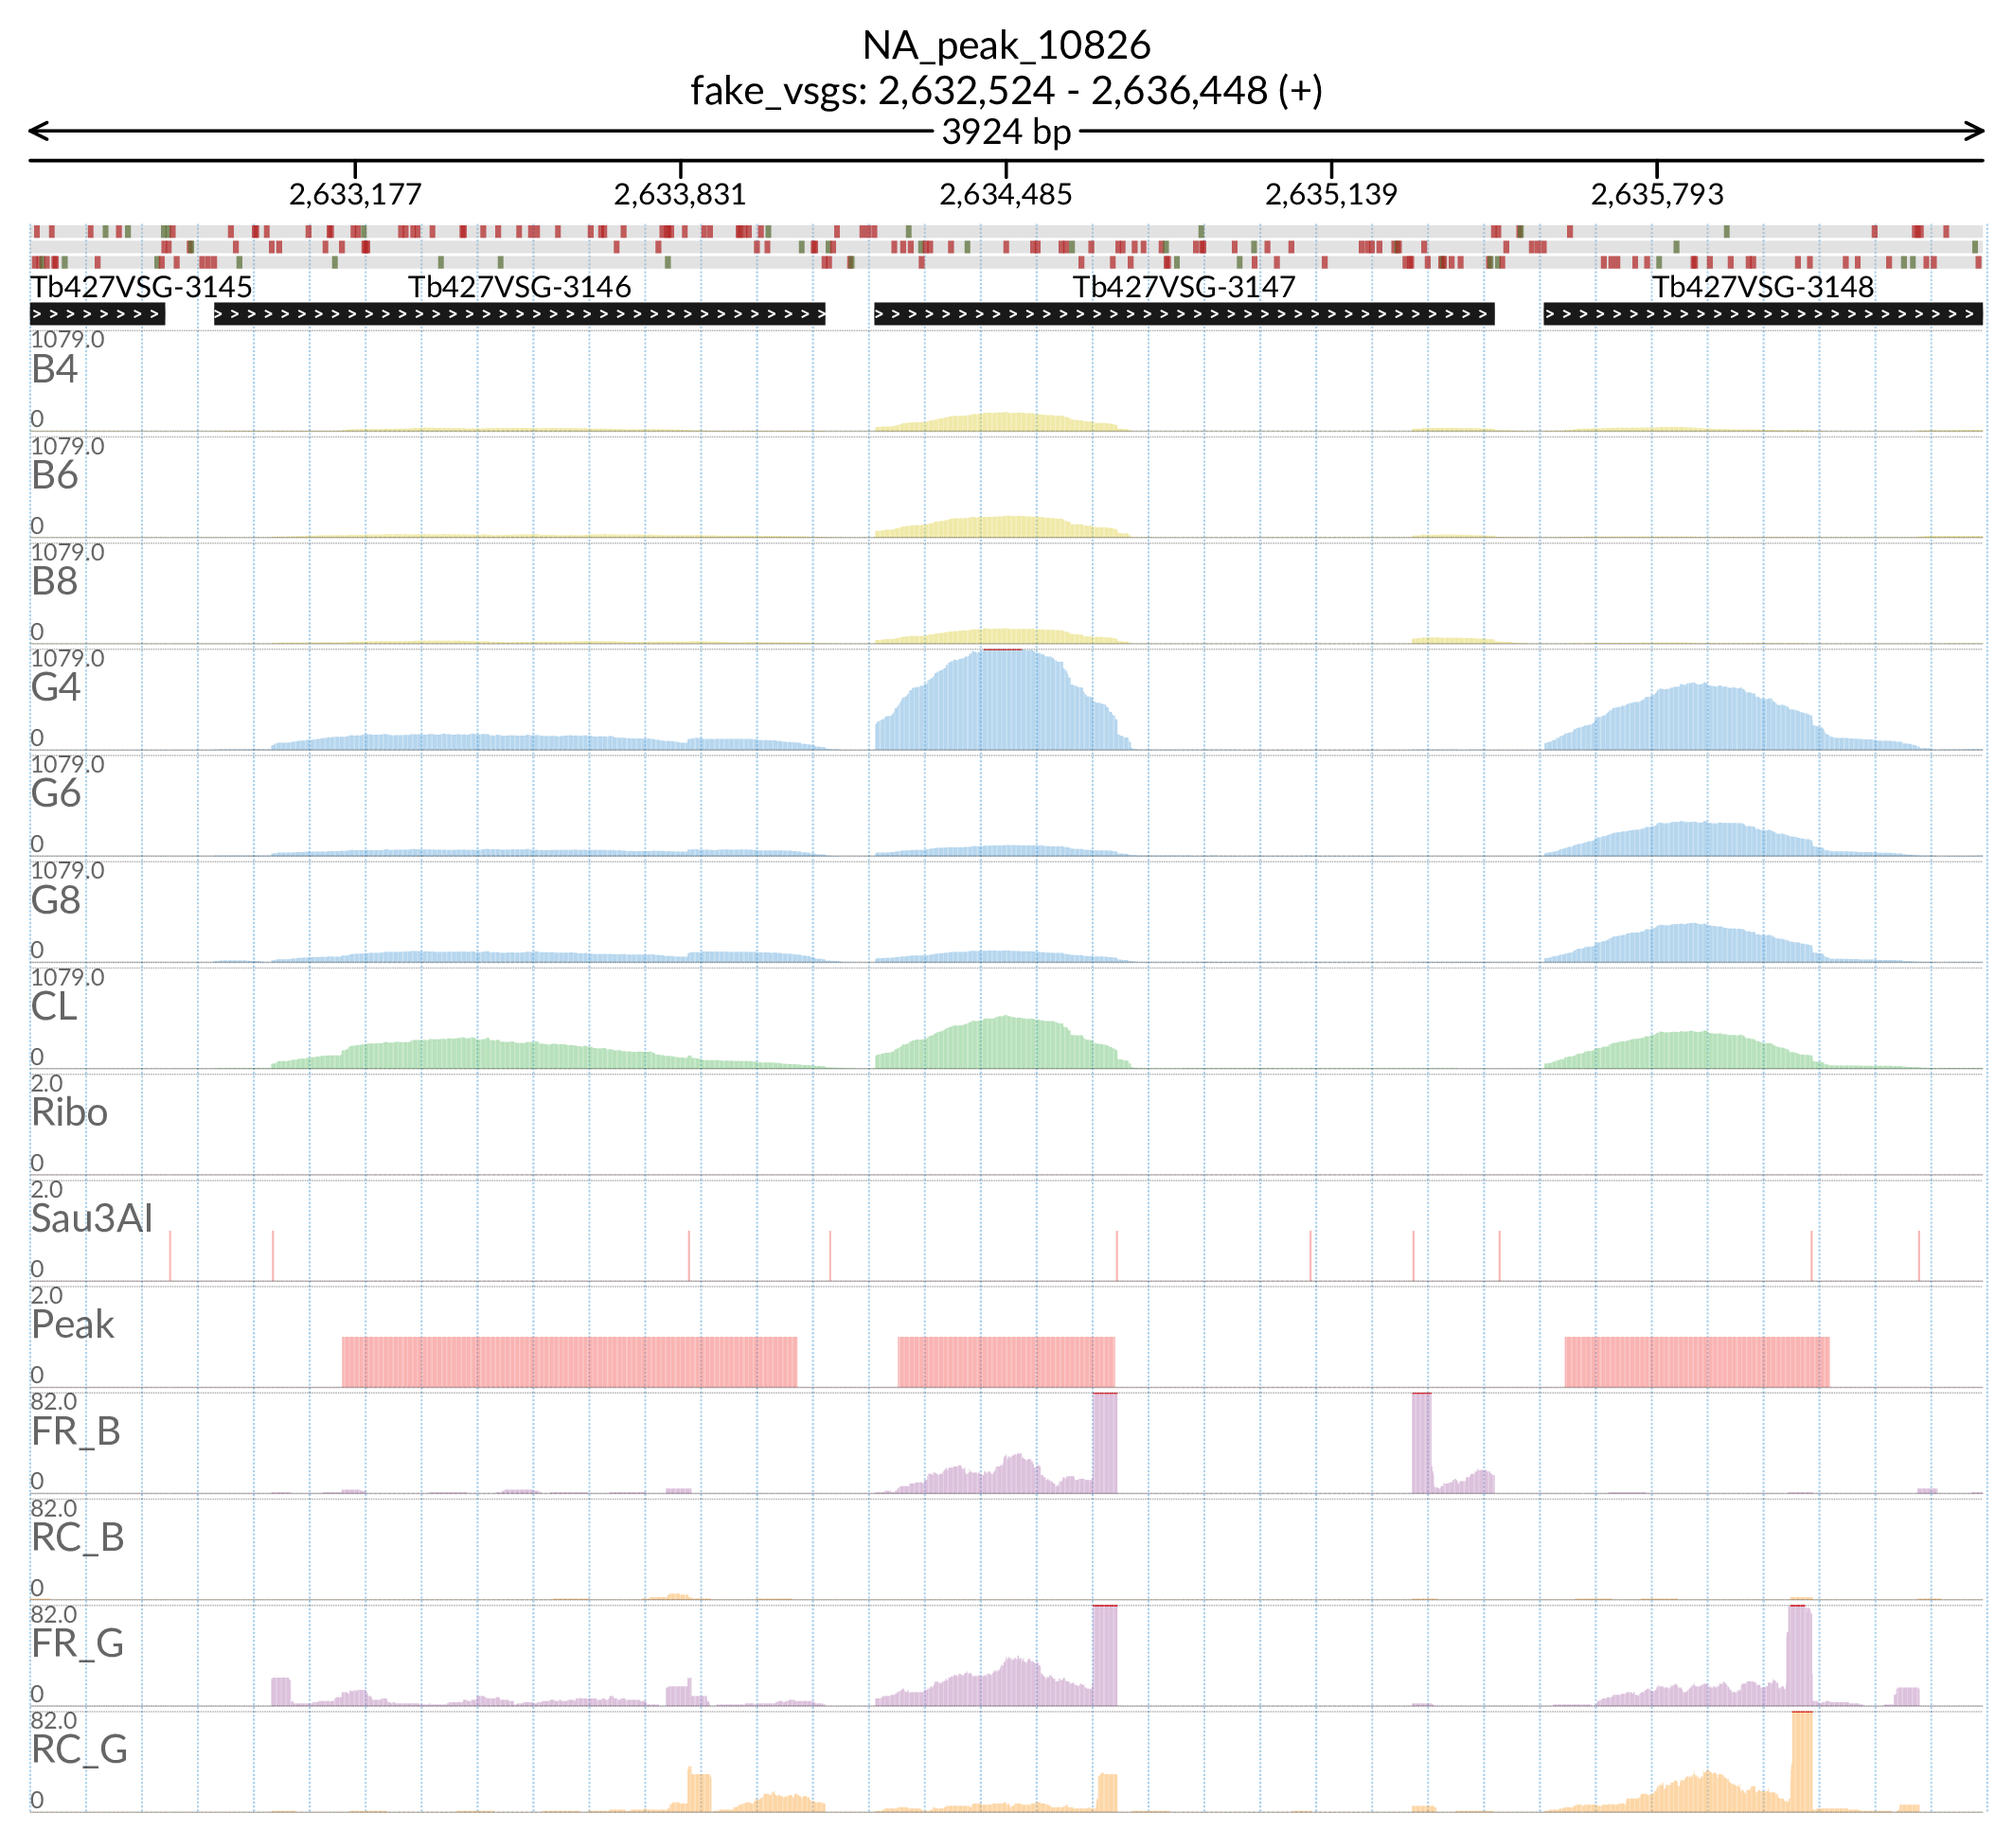 NA_peak_10826
fake_vsgs: 2,632,524 - 2,636,448 (+)
3924 bp
2,633,177 2,633,831 2,634,485 2,635,139 2,635,793
Tb427VSG-3145 Tb427VSG-3146 Tb427VSG-3147 Tb427VSG-3148
1079.0
B4
0
1079.0
B6
0
1079.0
B8
0
1079.0
G4
0
1079.0
G6
0
1079.0
G8
0
1079.0
CL
0
2.0
Ribo
0
2.0
Sau3AI
0
2.0
Peak
0
82.0
FR_B
0
82.0
RC_B
0
82.0
FR_G
0
82.0
RC_G
0